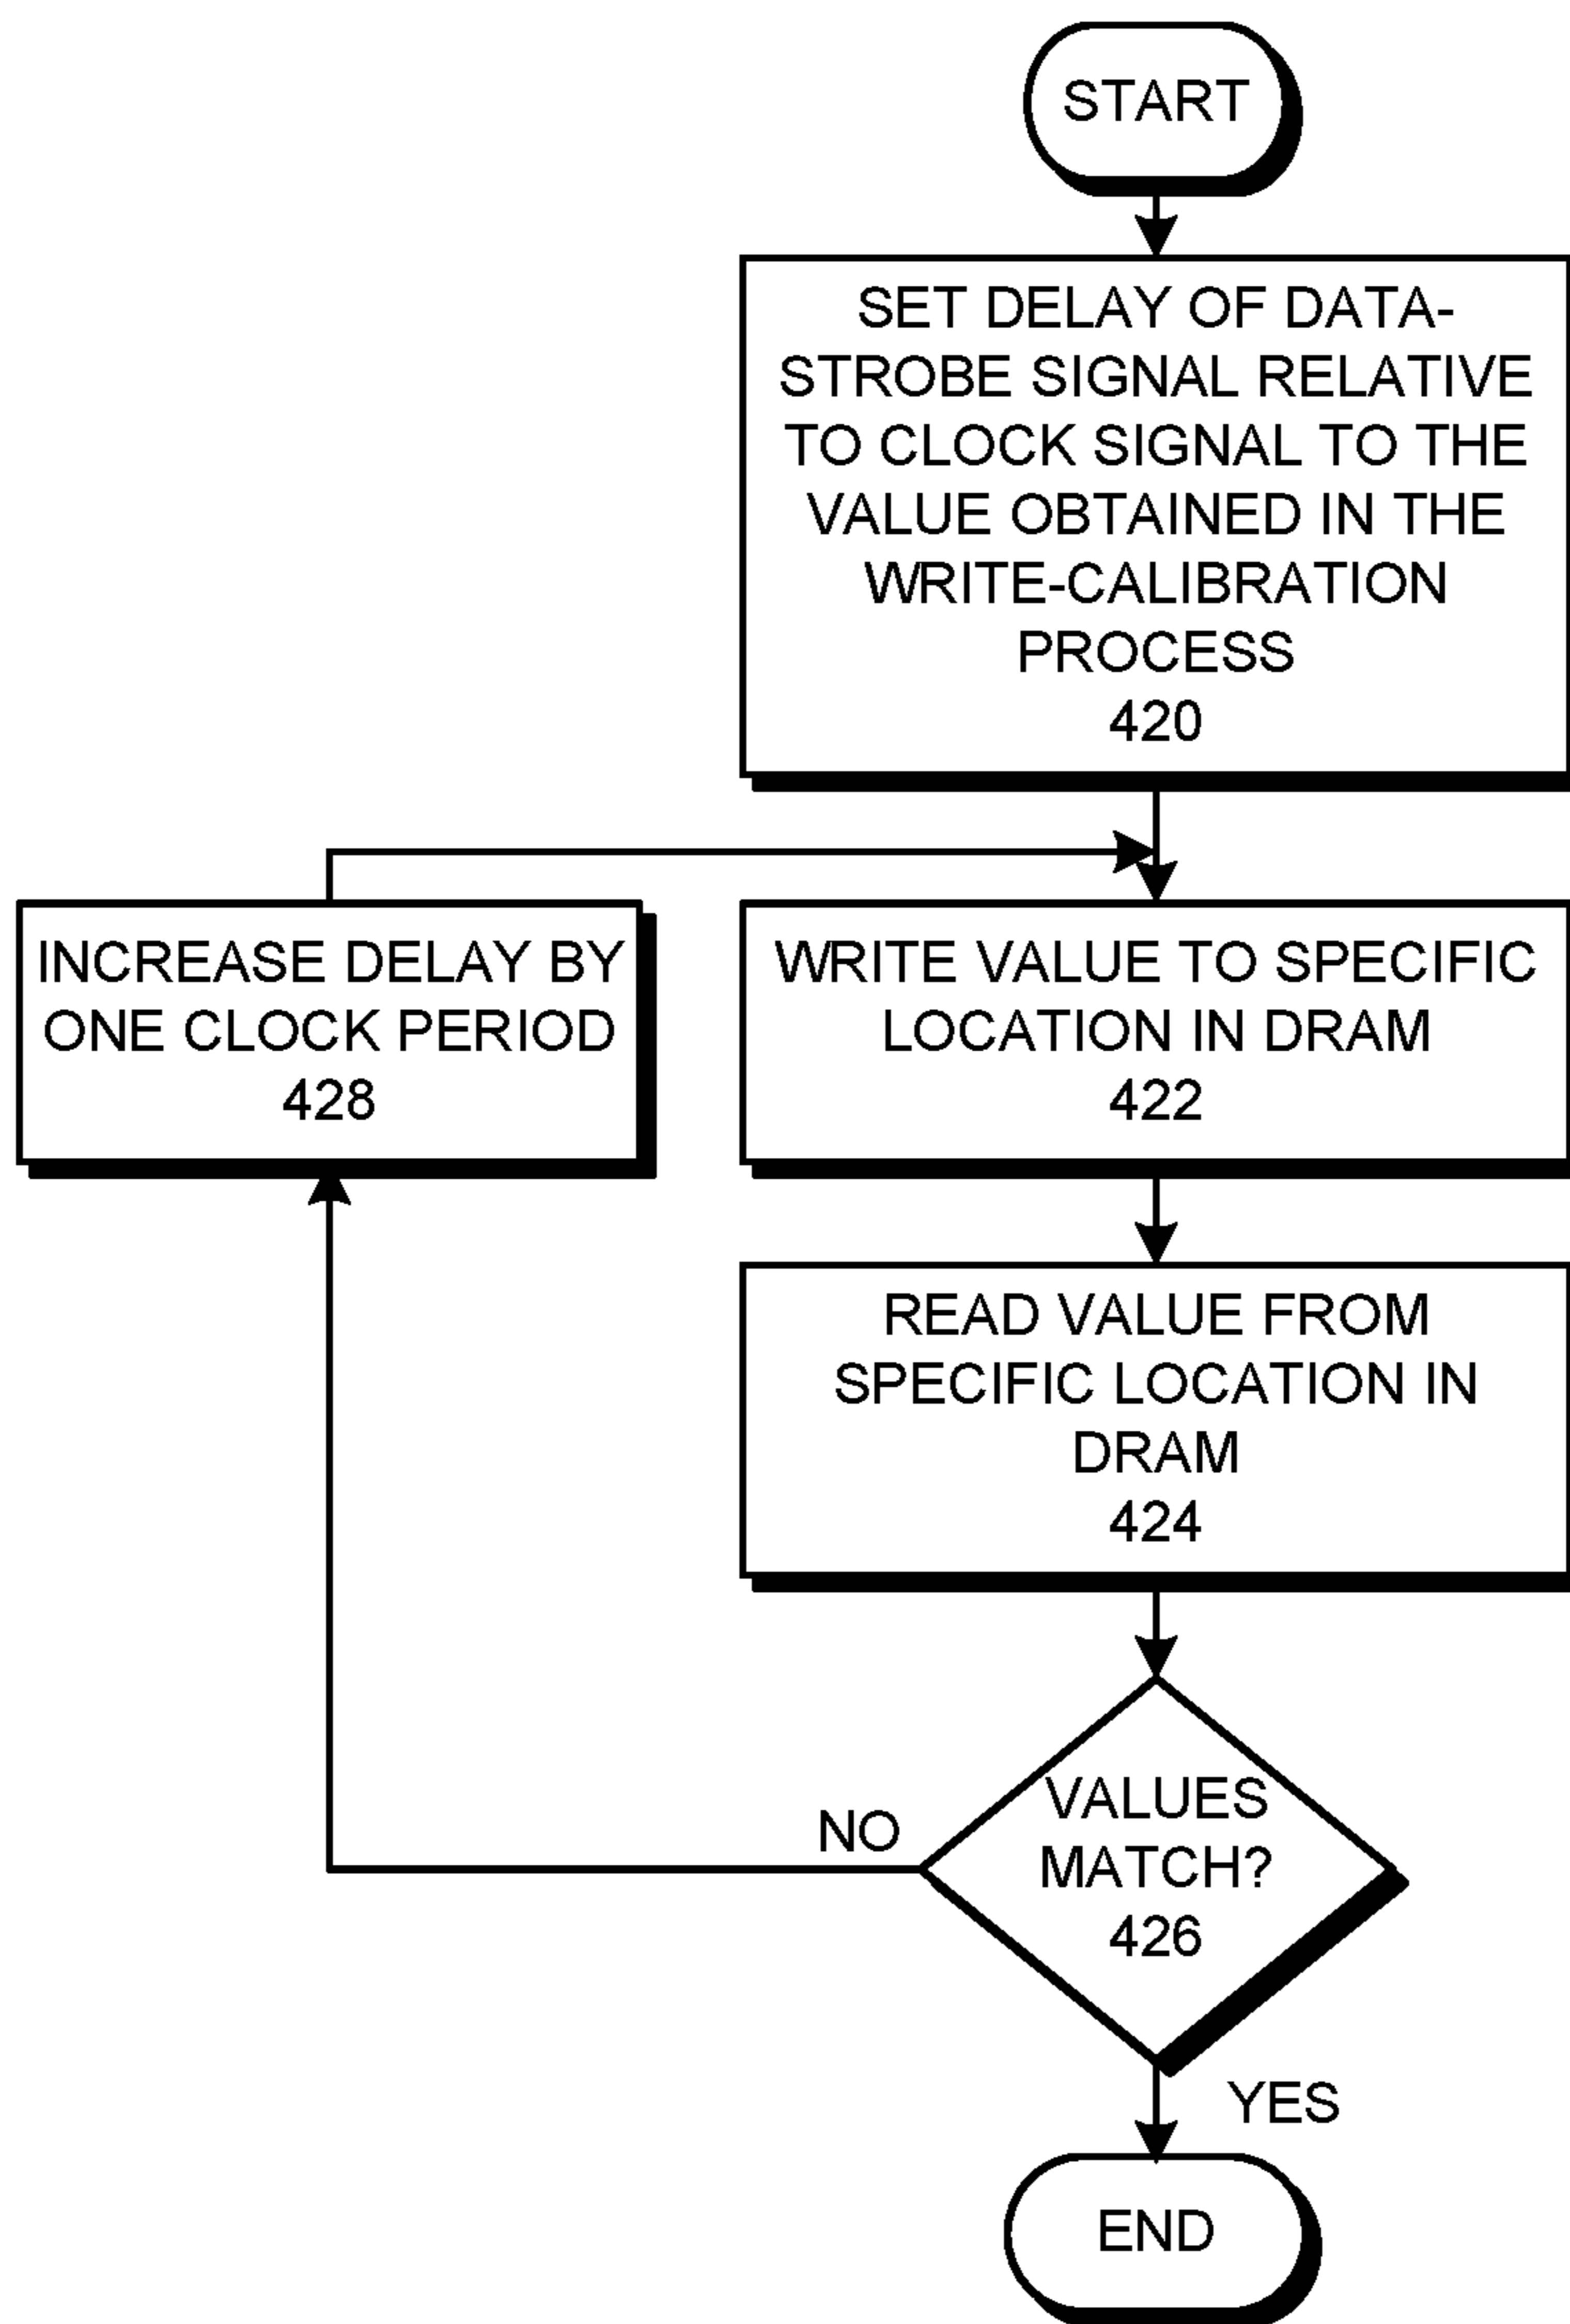 START
SET DELAY OF DATA-
STROBE SIGNAL RELATIVE
TO CLOCK SIGNAL TO THE
VALUE OBTAINED IN THE
WRITE-CALIBRATION
PROCESS
420
INCREASE DELAY BY
ONE CLOCK PERIOD
428
WRITE VALUE TO SPECIFIC
LOCATION IN DRAM
422
READ VALUE FROM
SPECIFIC LOCATION IN
DRAM
424
VALUES
MATCH?
426
NO
YES
END